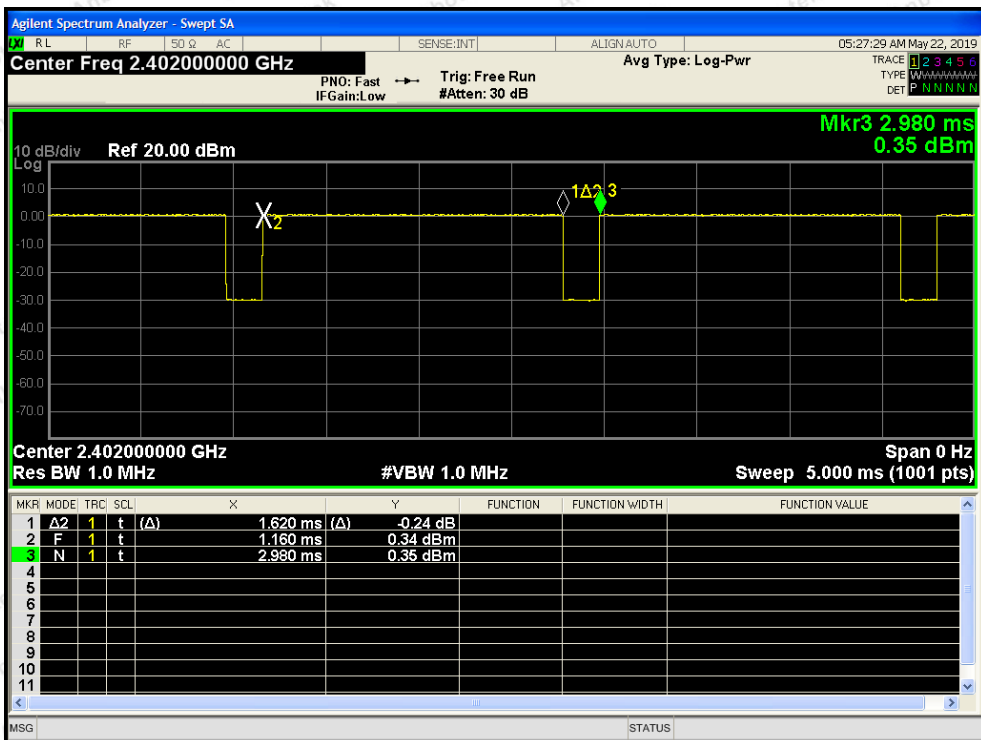 Agilent Spectrum Analyzer - Swept SA
LXI RL RF 50 Ω AC SENSE:INT ALIGN AUTO 05:27:29 AM May 22, 2019
Center Freq 2.402000000 GHz Avg Type: Log-Pwr TRACE 1 2 3 4 5 6
PNO: Fast Trig: Free Run TYPE WWWWWW
IFGain:Low #Atten: 30 dB DET P N N N N N
Mkr3 2.980 ms
10 dB/div Ref 20.00 dBm 0.35 dBm
Log
10.0
1Δ2 3
0.00
X2
-10.0
-20.0
-30.0
-40.0
-50.0
-60.0
-70.0
Center 2.402000000 GHz Span 0 Hz
Res BW 1.0 MHz #VBW 1.0 MHz Sweep 5.000 ms (1001 pts)
MKR MODE TRC SCL X Y FUNCTION FUNCTION WIDTH FUNCTION VALUE
1 Δ2 1 t (Δ) 1.620 ms (Δ) -0.24 dB
2 F 1 t 1.160 ms 0.34 dBm
3 N 1 t 2.980 ms 0.35 dBm
4
5
6
7
8
9
10
11
MSG STATUS